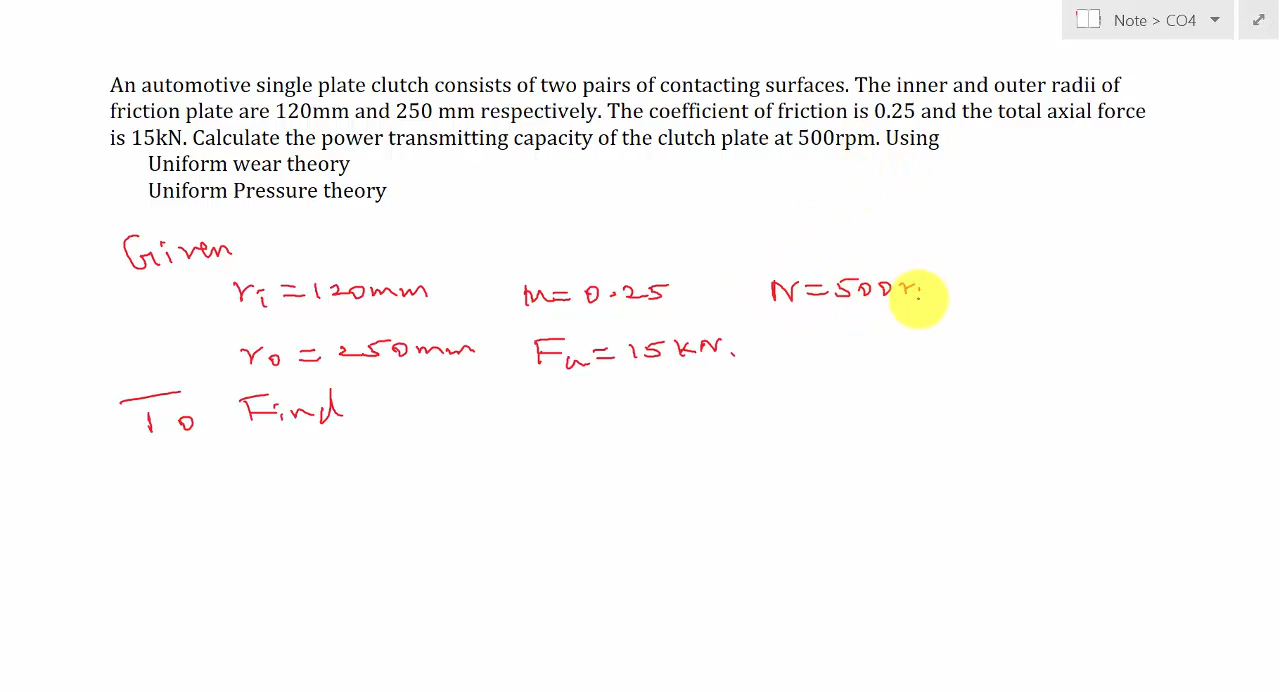 Note > CO4
An automotive single plate clutch consists of two pairs of contacting surfaces. The inner and outer radii of
friction plate are 120mm and 250 mm respectively. The coefficient of friction is 0.25 and the total axial force
is 15kN. Calculate the power transmitting capacity of the clutch plate at 500rpm. Using
Uniform wear theory
Uniform Pressure theory
Given
ri = 120mm μ = 0.25 N = 500r
ro = 250mm Fa = 15 KN.
To Find